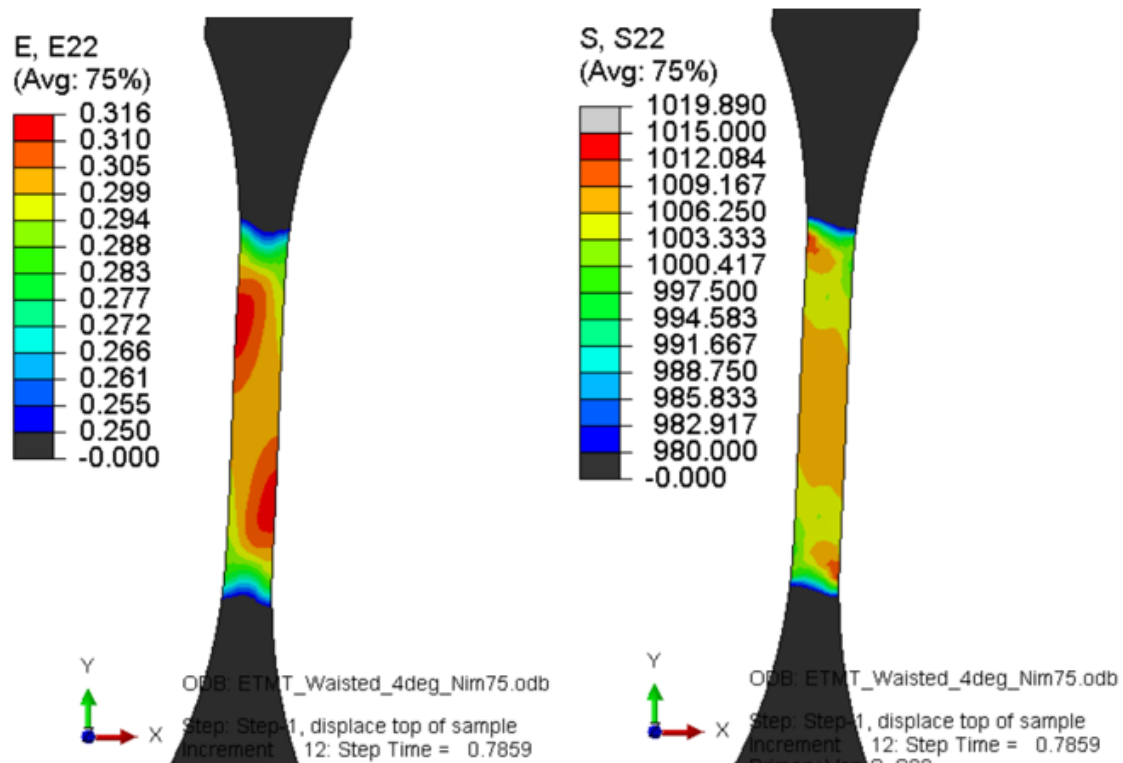 E, E22
(Avg: 75%)
0.316
0.310
0.305
0.299
0.294
0.288
0.283
0.277
0.272
0.266
0.261
0.255
0.250
-0.000
Y
X
ODB: ETMT_Waisted_4deg_Nim75.odb
Step: Step-1, displace top of sample
Increment 12: Step Time = 0.7859
S, S22
(Avg: 75%)
1019.890
1015.000
1012.084
1009.167
1006.250
1003.333
1000.417
997.500
994.583
991.667
988.750
985.833
982.917
980.000
-0.000
Y
X
ODB: ETMT_Waisted_4deg_Nim75.odb
Step: Step-1, displace top of sample
Increment 12: Step Time = 0.7859